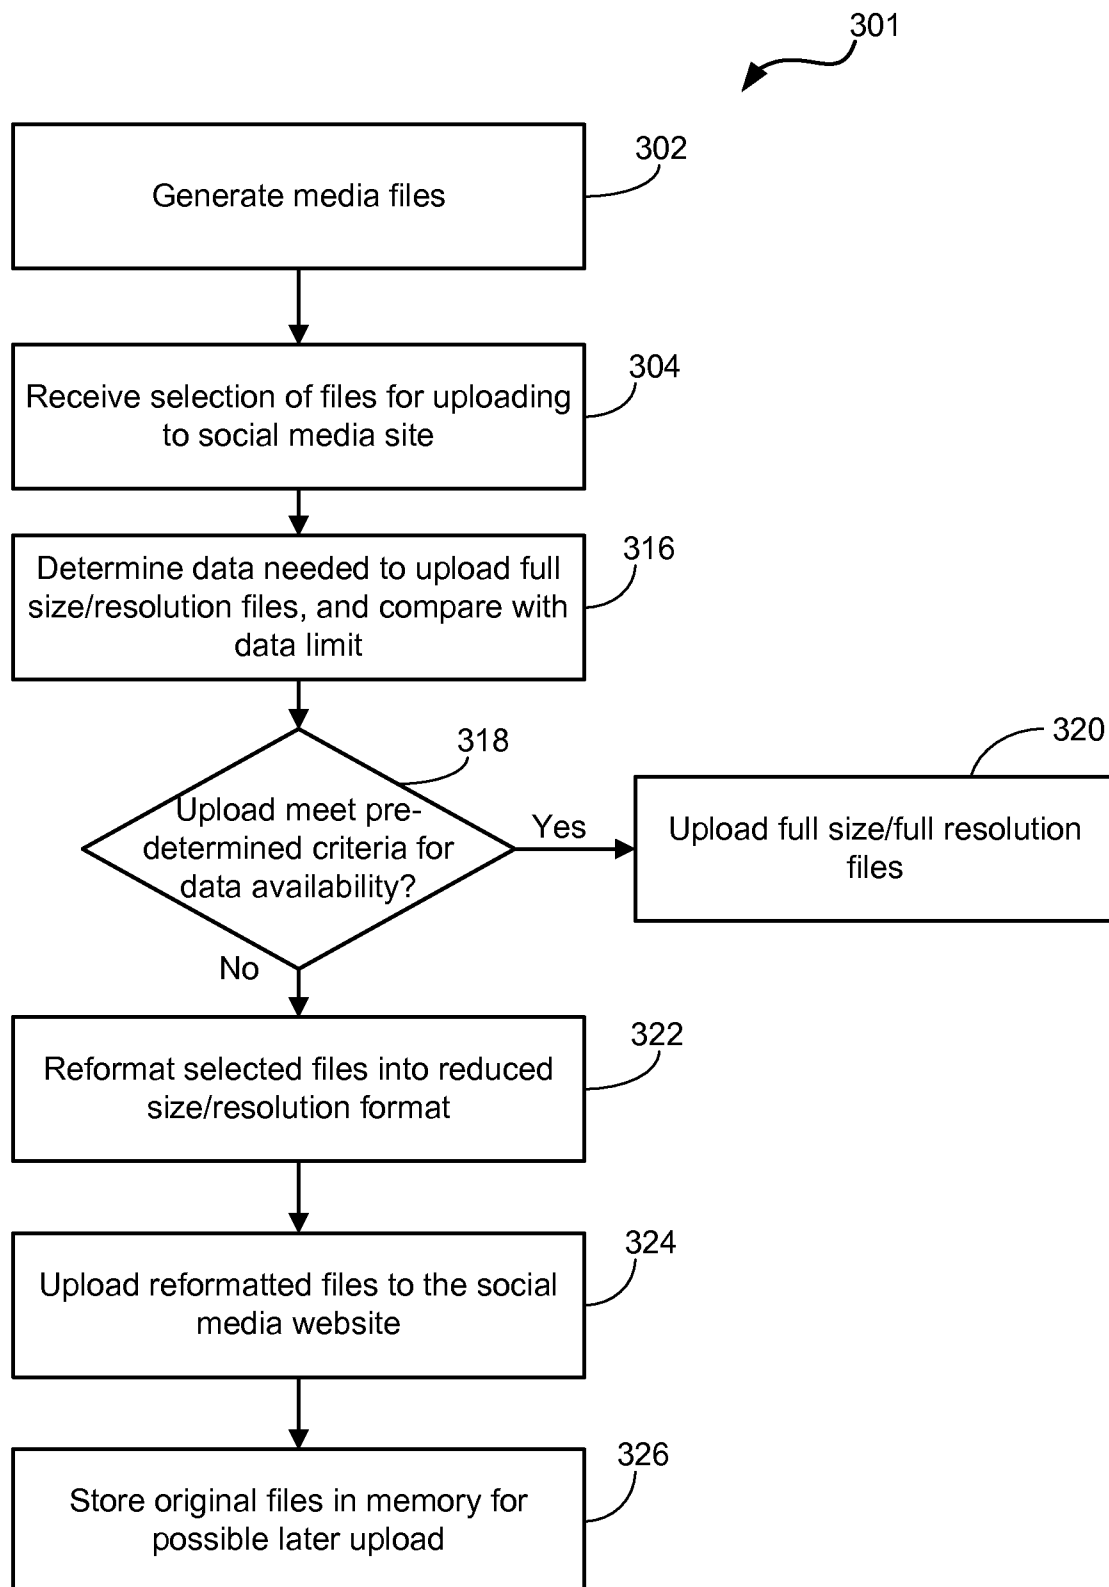 301
302
Generate media files
304
Receive selection of files for uploading
to social media site
316
Determine data needed to upload full
size/resolution files, and compare with
data limit
318
Upload meet pre-
determined criteria for
data availability?
Yes
320
Upload full size/full resolution
files
No
322
Reformat selected files into reduced
size/resolution format
324
Upload reformatted files to the social
media website
326
Store original files in memory for
possible later upload